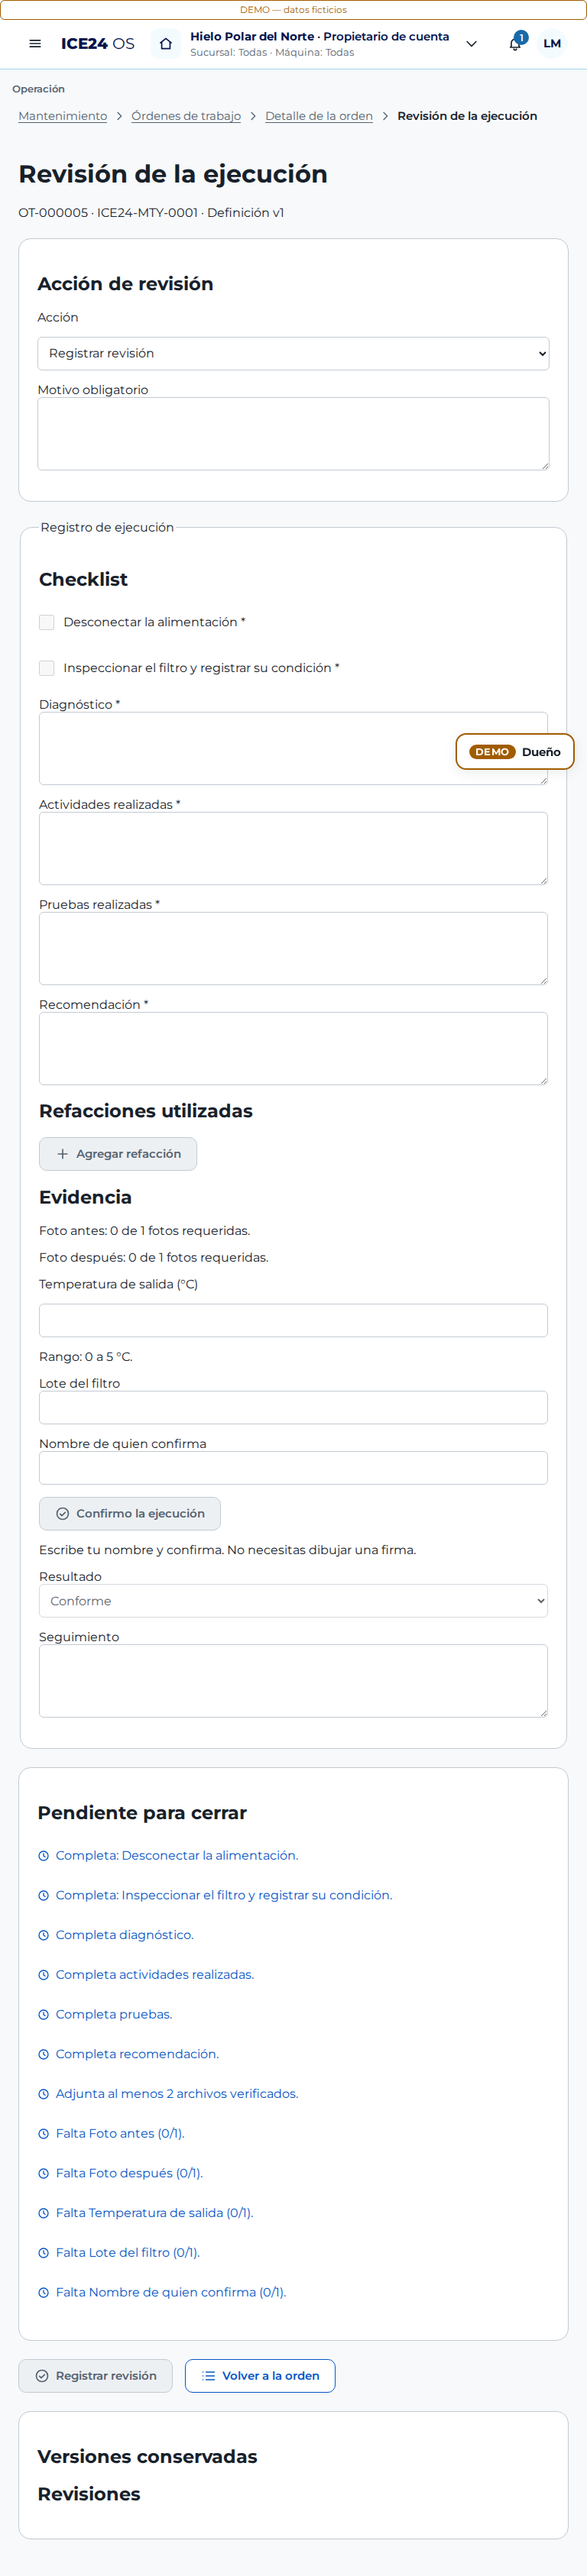 DEMO — datos ficticios
ICE24 OS
Hielo Polar del Norte · Propietario de cuenta
Sucursal: Todas · Máquina: Todas
1
LM
Operación
Mantenimiento > Órdenes de trabajo > Detalle de la orden > Revisión de la ejecución
Revisión de la ejecución
OT-000005 · ICE24-MTY-0001 · Definición v1
Acción de revisión
Acción
Registrar revisión
Motivo obligatorio
Registro de ejecución
Checklist
Desconectar la alimentación *
Inspeccionar el filtro y registrar su condición *
Diagnóstico *
DEMO Dueño
Actividades realizadas *
Pruebas realizadas *
Recomendación *
Refacciones utilizadas
Agregar refacción
Evidencia
Foto antes: 0 de 1 fotos requeridas.
Foto después: 0 de 1 fotos requeridas.
Temperatura de salida (°C)
Rango: 0 a 5 °C.
Lote del filtro
Nombre de quien confirma
Confirmo la ejecución
Escribe tu nombre y confirma. No necesitas dibujar una firma.
Resultado
Conforme
Seguimiento
Pendiente para cerrar
Completa: Desconectar la alimentación.
Completa: Inspeccionar el filtro y registrar su condición.
Completa diagnóstico.
Completa actividades realizadas.
Completa pruebas.
Completa recomendación.
Adjunta al menos 2 archivos verificados.
Falta Foto antes (0/1).
Falta Foto después (0/1).
Falta Temperatura de salida (0/1).
Falta Lote del filtro (0/1).
Falta Nombre de quien confirma (0/1).
Registrar revisión
Volver a la orden
Versiones conservadas
Revisiones